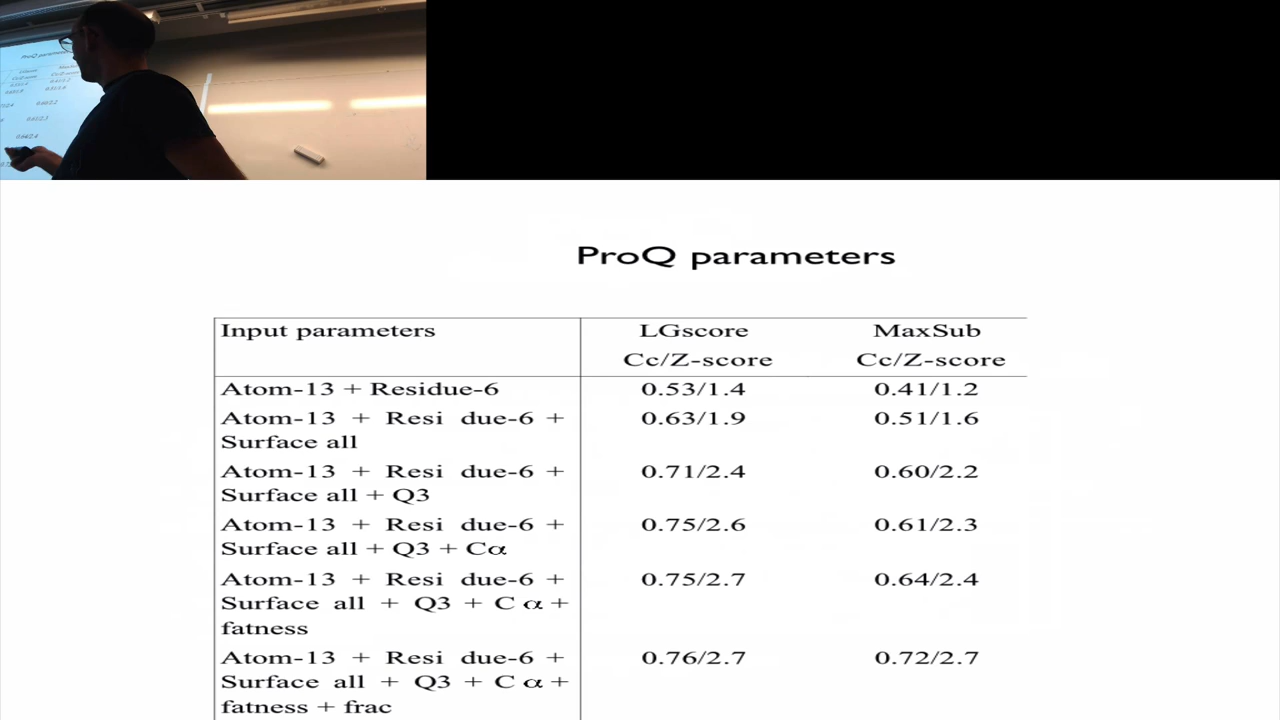 ProQ parameters
Input parameters LGscore MaxSub
Cc/Z-score Cc/Z-score
Atom-13 + Residue-6 0.53/1.4 0.41/1.2
Atom-13 + Resi due-6 + 0.63/1.9 0.51/1.6
Surface all
Atom-13 + Resi due-6 + 0.71/2.4 0.60/2.2
Surface all + Q3
Atom-13 + Resi due-6 + 0.75/2.6 0.61/2.3
Surface all + Q3 + Cα
Atom-13 + Resi due-6 + 0.75/2.7 0.64/2.4
Surface all + Q3 + C α +
fatness
Atom-13 + Resi due-6 + 0.76/2.7 0.72/2.7
Surface all + Q3 + C α +
fatness + frac